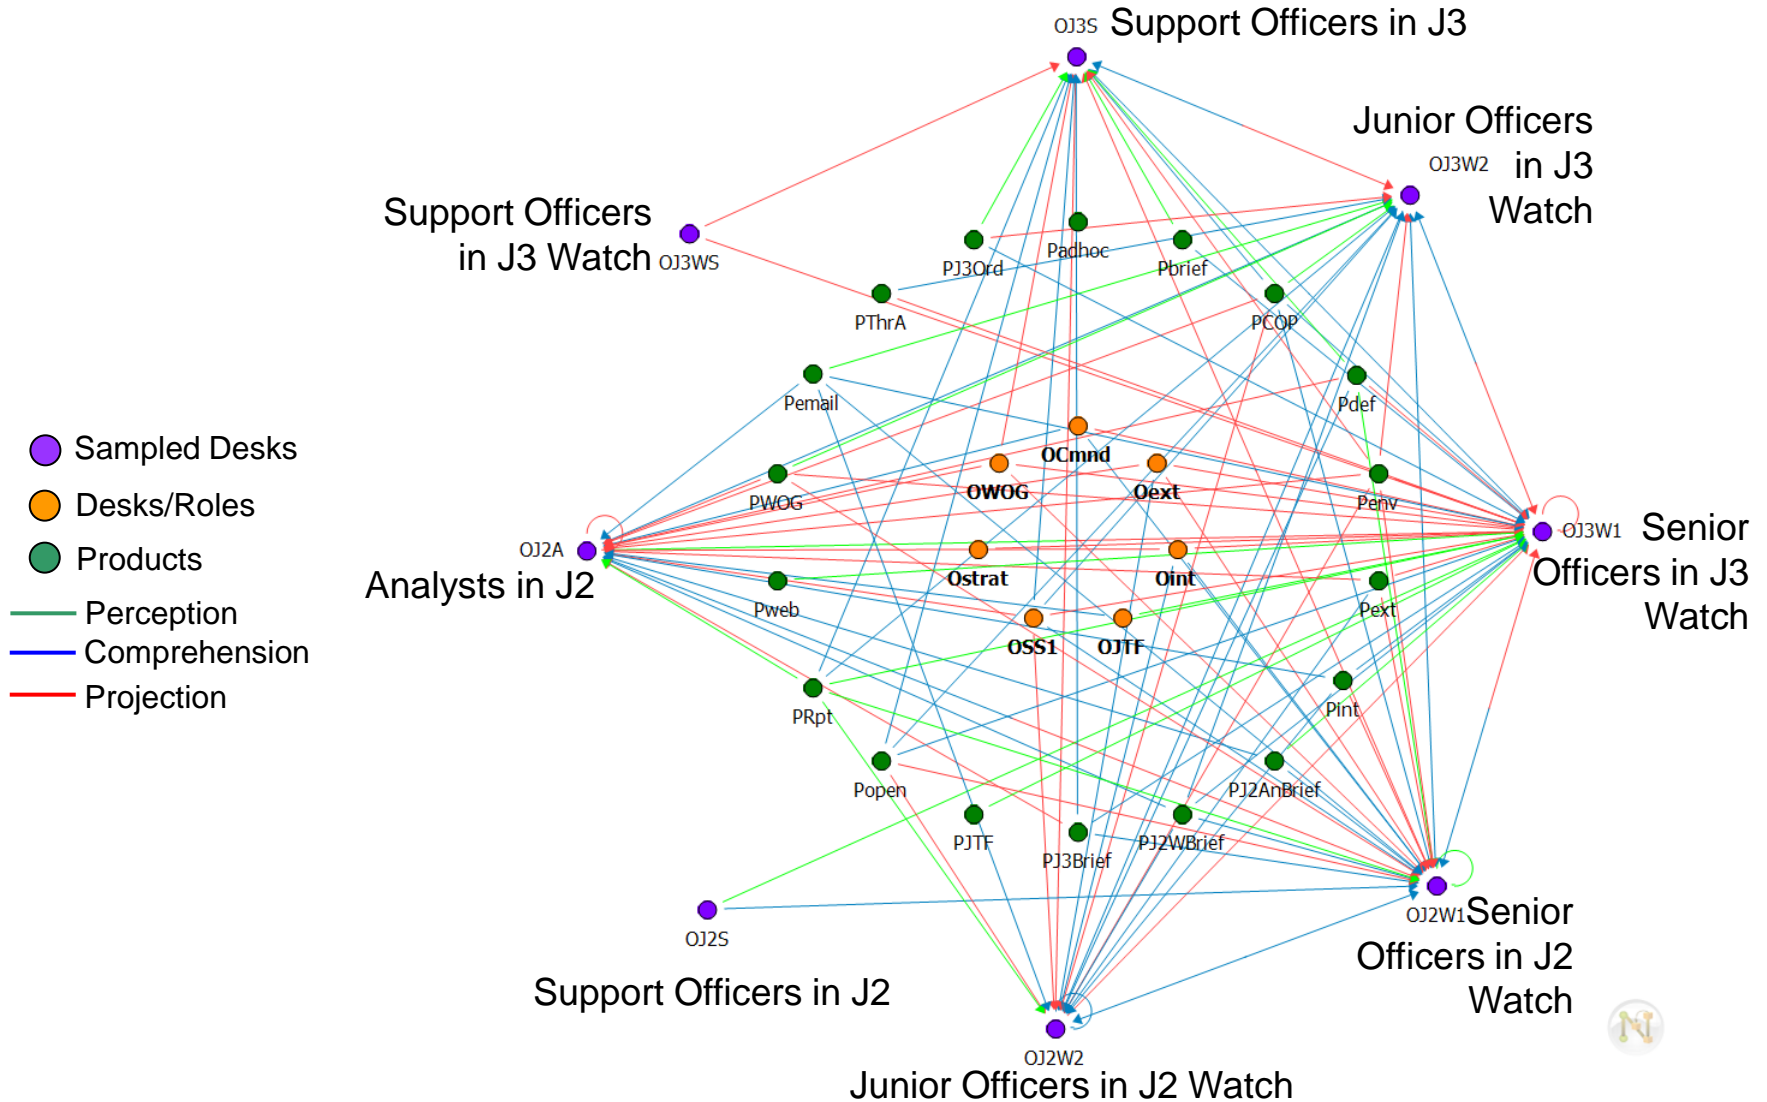 OJ3S
Support Officers in J3
Junior Officers
in J3
Watch
OJ3W2
Support Officers
in J3 Watch
OJ3WS
PJ3Ord
Padhoc
Pbrief
PThrA
PCOP
Pemail
Pdef
OCmnd
OWOG
Oext
PWOG
Penv
Sampled Desks
Desks/Roles
Products
Perception
Comprehension
Projection
OJ2A
Analysts in J2
OJ3W1
Senior
Officers in J3
Watch
Ostrat
Oint
Pweb
Pext
OSS1
OJTF
PRpt
Pint
Popen
PJ2AnBrief
PJTF
PJ3Brief
PJ2WBrief
OJ2S
Support Officers in J2
OJ2W1
Senior
Officers in J2
Watch
OJ2W2
Junior Officers in J2 Watch
N